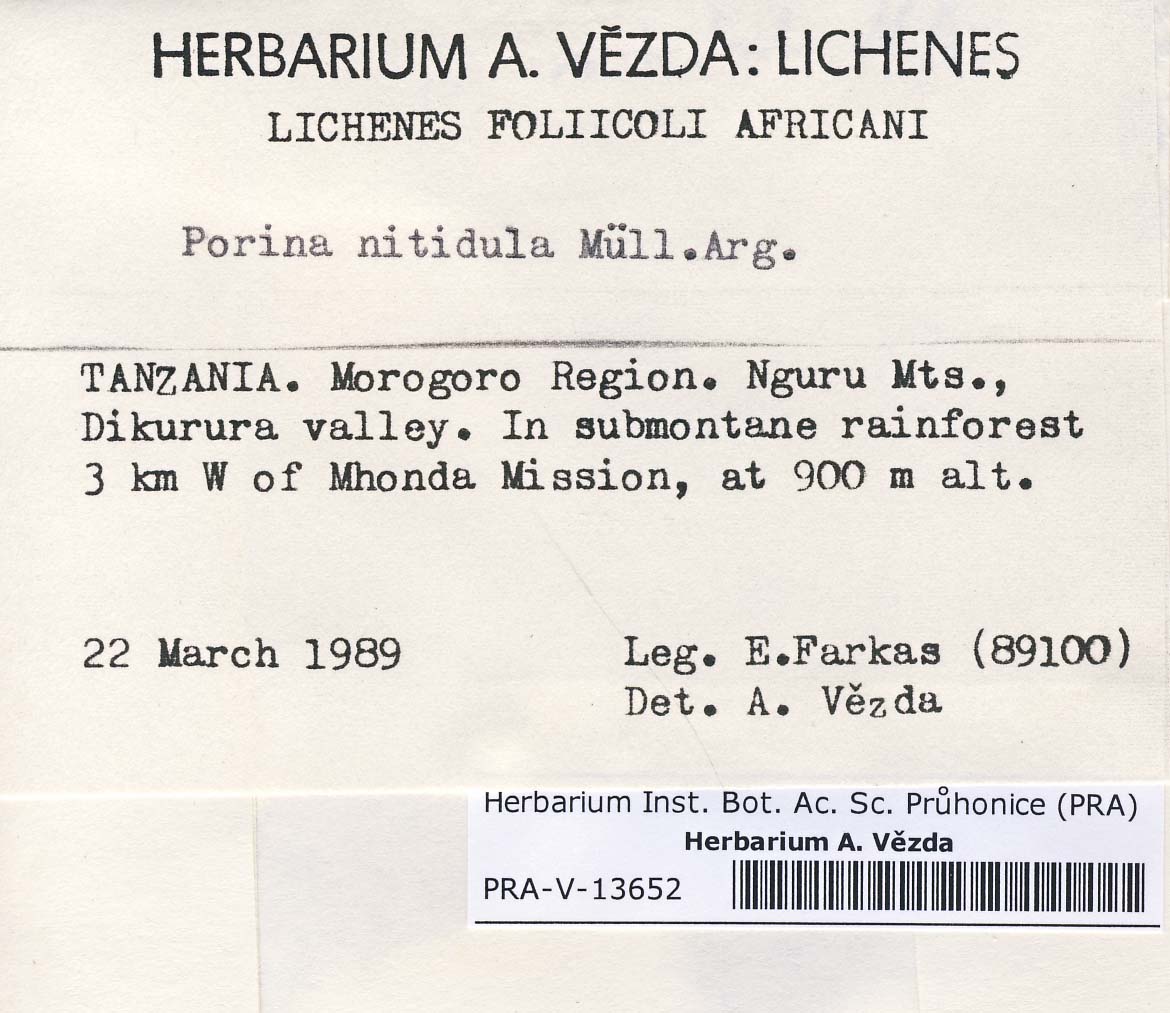 HERBARIUM A. VĚZDA: LICHENES
LICHENES FOLIICOLI AFRICANI
Porina nitidula Müll.Arg.
TANZANIA. Morogoro Region. Nguru Mts.,
Dikurura valley. In submontane rainforest
3 km W of Mhonda Mission, at 900 m alt.
22 March 1989
Leg. E.Farkas (89100)
Det. A. Vězda
Herbarium Inst. Bot. Ac. Sc. Průhonice (PRA)
Herbarium A. Vězda
PRA-V-13652